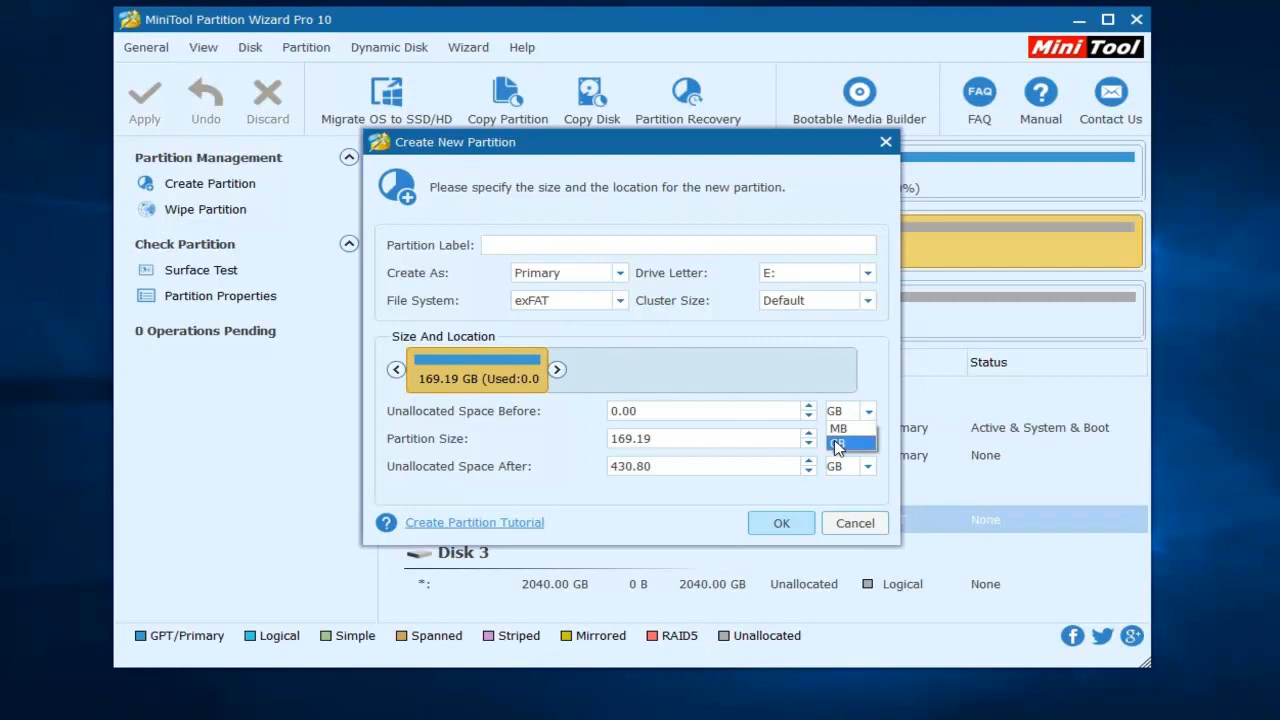 MiniTool Partition Wizard Pro 10
General View Disk Partition Dynamic Disk Wizard Help
Mini Tool
Apply Undo Discard Migrate OS to SSD/HD Copy Partition Copy Disk Partition Recovery Bootable Media Builder FAQ Manual Contact Us
FAQ
Partition Management
Create Partition
Wipe Partition
Check Partition
Surface Test
Partition Properties
0 Operations Pending
Create New Partition
Please specify the size and the location for the new partition.
Partition Label:
Create As: Primary Drive Letter: E:
File System: exFAT Cluster Size: Default
Size And Location
169.19 GB (Used:0.0
Unallocated Space Before: 0.00 GB
MB
Partition Size: 169.19
GB
Unallocated Space After: 430.80 GB
Create Partition Tutorial OK Cancel
%)
Status
mary Active & System & Boot
mary None
None
Disk 3
*: 2040.00 GB 0 B 2040.00 GB Unallocated Logical None
GPT/Primary Logical Simple Spanned Striped Mirrored RAID5 Unallocated